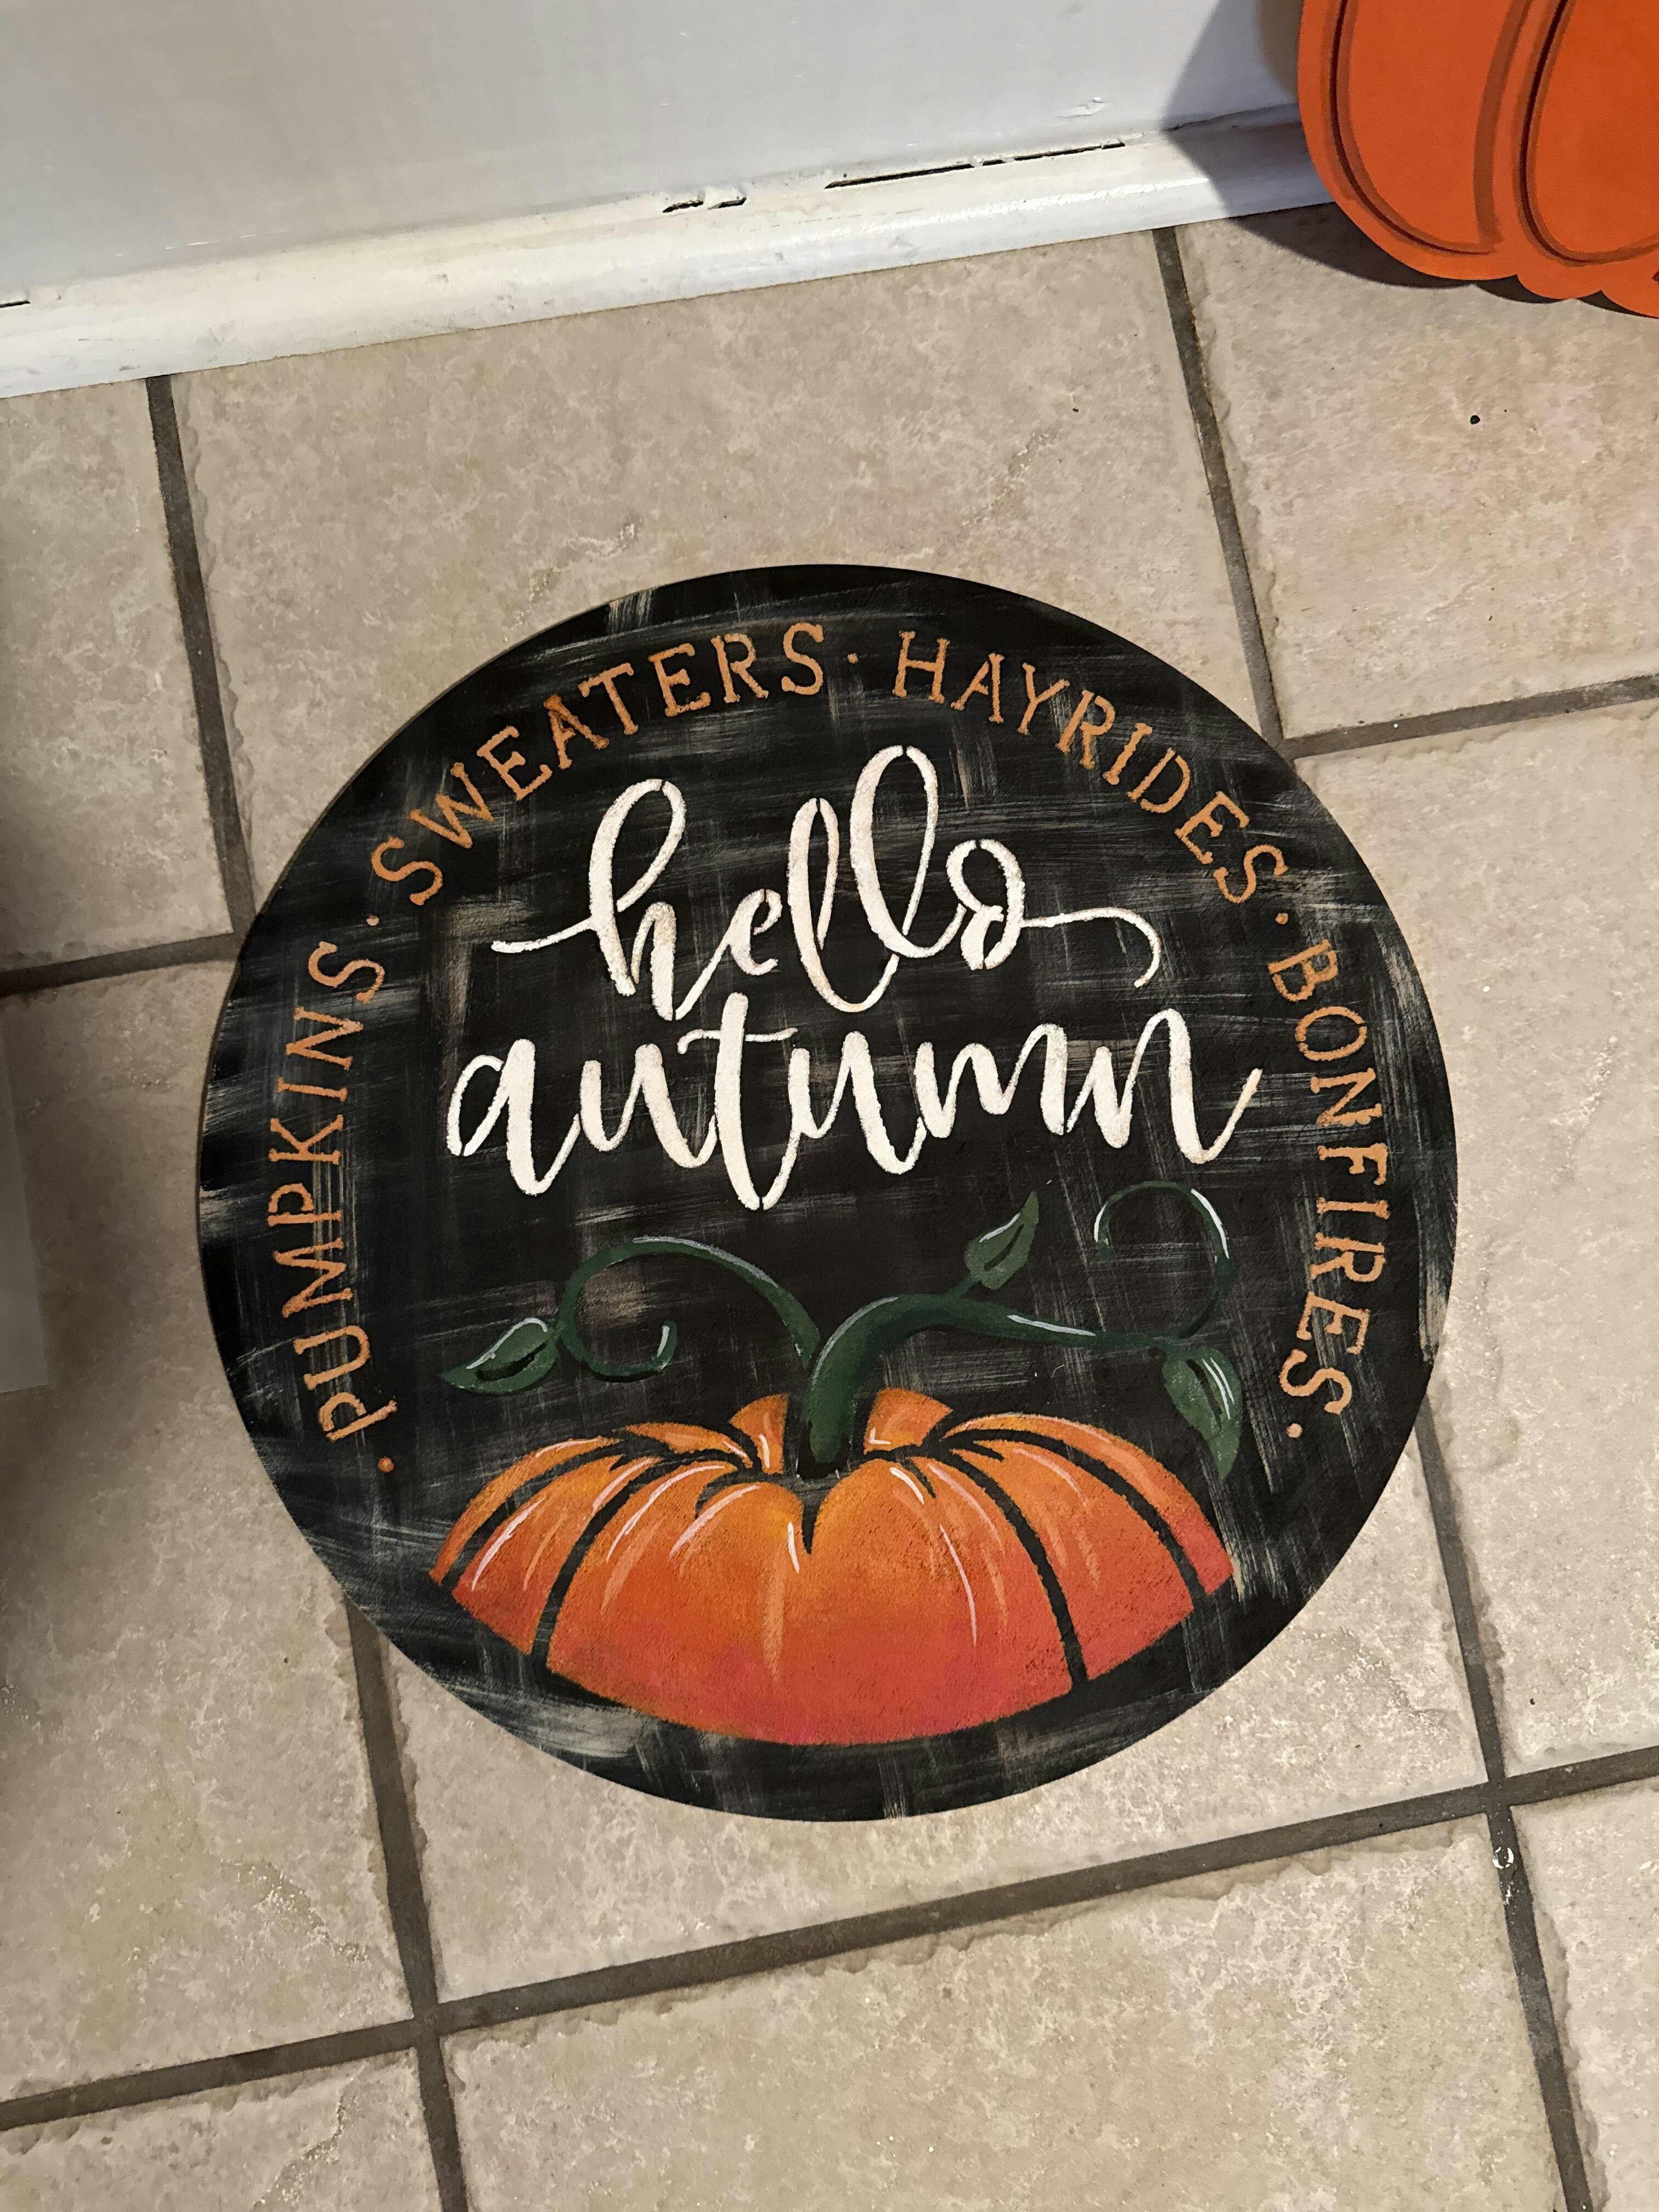 · PUMPKINS · SWEATERS · HAYRIDES · BONFIRES ·
hello
autumn